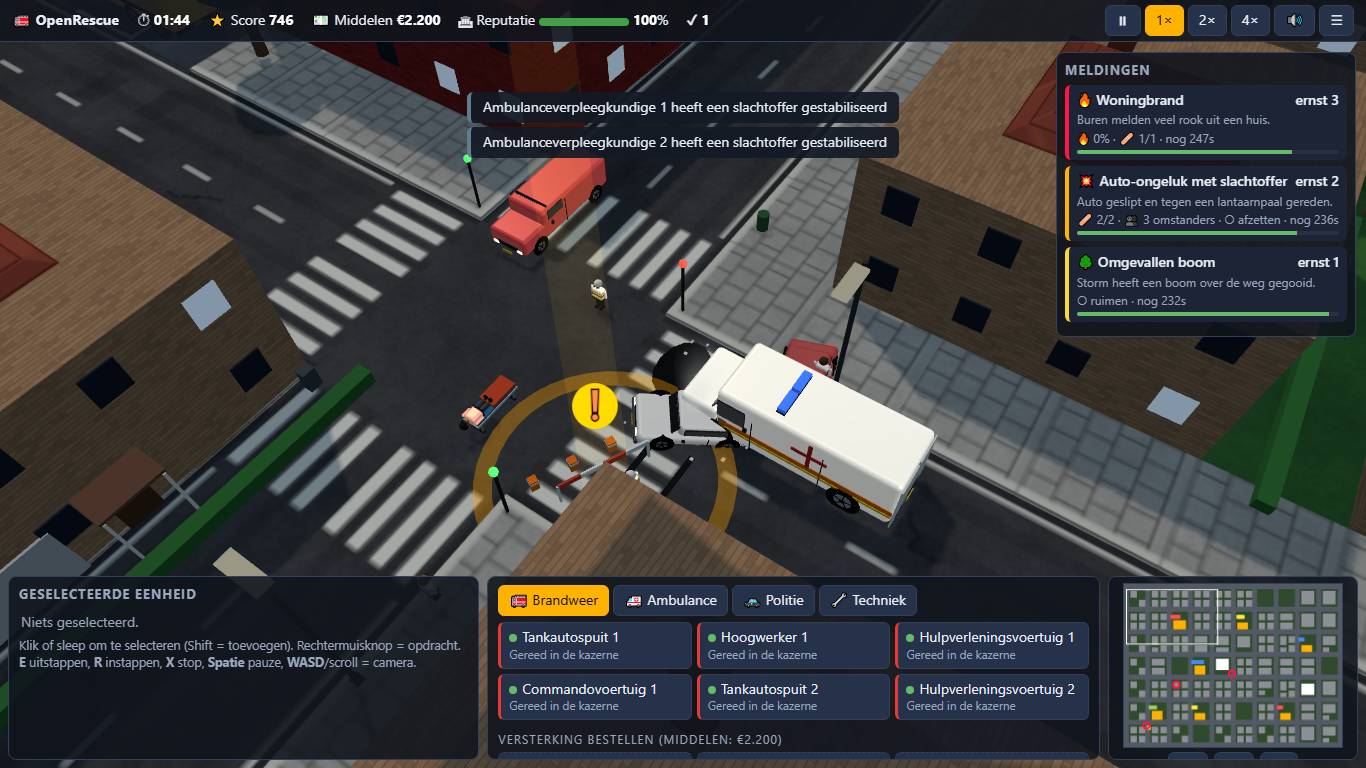 OpenRescue 01:44 Score 746 Middelen €2.200 Reputatie 100% ✓ 1
1× 2× 4×
Ambulanceverpleegkundige 1 heeft een slachtoffer gestabiliseerd
Ambulanceverpleegkundige 2 heeft een slachtoffer gestabiliseerd
MELDINGEN
Woningbrand ernst 3
Buren melden veel rook uit een huis.
0% · 1/1 · nog 247s
Auto-ongeluk met slachtoffer ernst 2
Auto geslipt en tegen een lantaarnpaal gereden.
2/2 · 3 omstanders · ○ afzetten · nog 236s
Omgevallen boom ernst 1
Storm heeft een boom over de weg gegooid.
○ ruimen · nog 232s
GESELECTEERDE EENHEID
Niets geselecteerd.
Klik of sleep om te selecteren (Shift = toevoegen). Rechtermuisknop = opdracht.
E uitstappen, R instappen, X stop, Spatie pauze, WASD/scroll = camera.
Brandweer Ambulance Politie Techniek
Tankautospuit 1
Gereed in de kazerne
Hoogwerker 1
Gereed in de kazerne
Hulpverleningsvoertuig 1
Gereed in de kazerne
Commandovoertuig 1
Gereed in de kazerne
Tankautospuit 2
Gereed in de kazerne
Hulpverleningsvoertuig 2
Gereed in de kazerne
VERSTERKING BESTELLEN (MIDDELEN: €2.200)